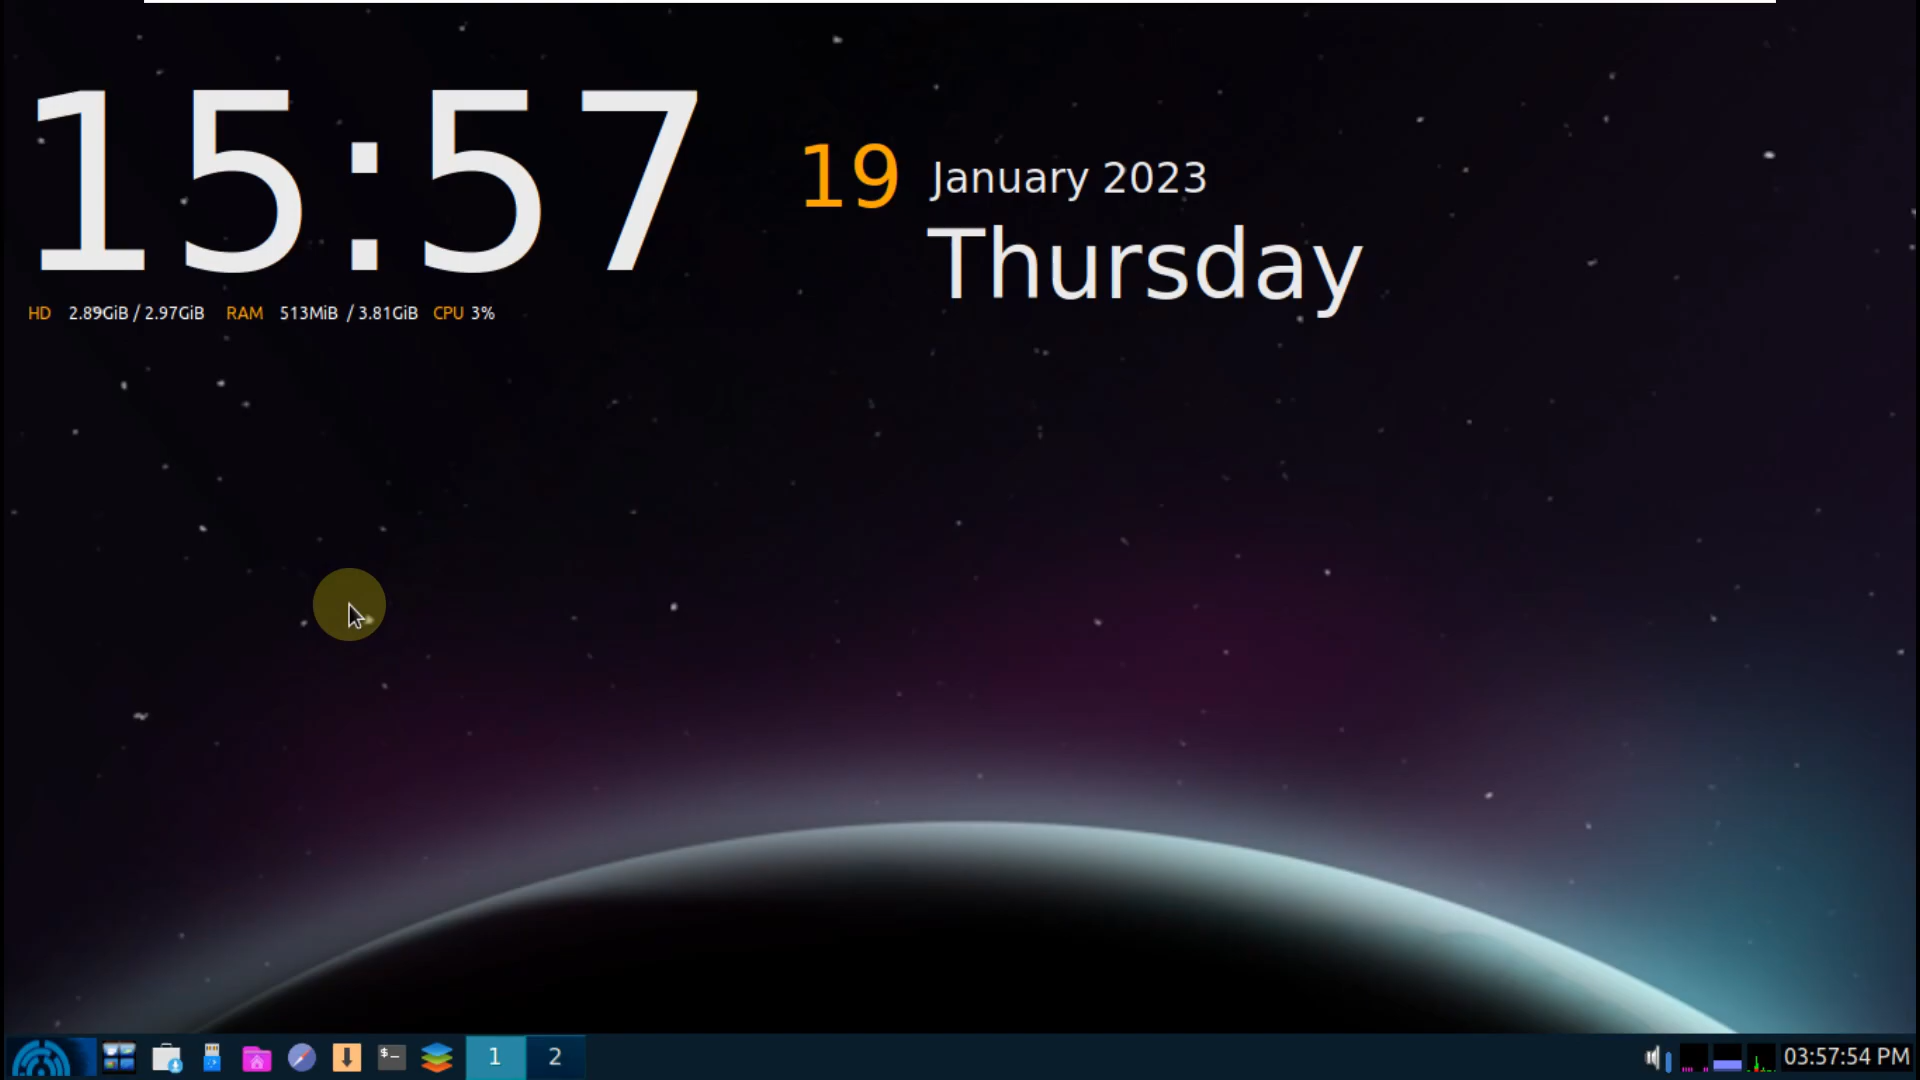 15:57
19 January 2023
Thursday
HD 2.89GiB / 2.97GiB RAM 513MiB / 3.81GiB CPU 3%
$_
1 2
03:57:54 PM